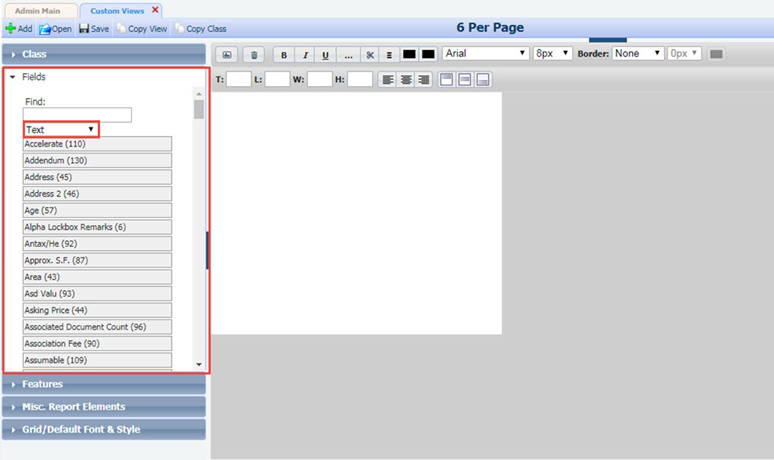 Admin Main Custom Views
Add Open Save Copy View Copy Class 6 Per Page
Class
B I U ... Arial 8px Border: None 0px
Fields
T: L: W: H:
Find:
Text
Accelerate (110)
Addendum (130)
Address (45)
Address 2 (46)
Age (57)
Alpha Lockbox Remarks (6)
Antax/He (92)
Approx. S.F. (87)
Area (43)
Asd Valu (93)
Asking Price (44)
Associated Document Count (96)
Association Fee (90)
Assumable (109)
Features
Misc. Report Elements
Grid/Default Font & Style